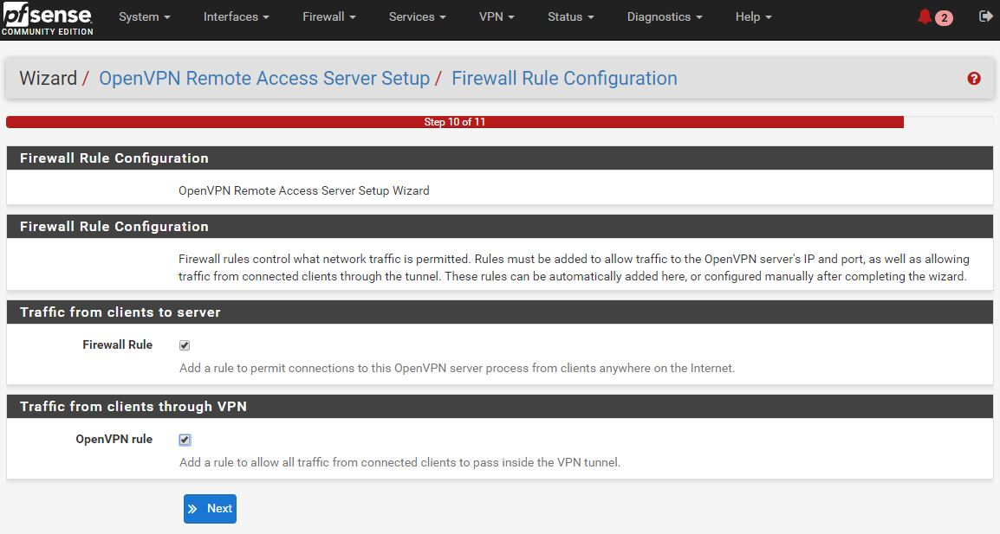 pfsense
COMMUNITY EDITION
System Interfaces Firewall Services VPN Status Diagnostics Help 2
Wizard / OpenVPN Remote Access Server Setup / Firewall Rule Configuration ?
Step 10 of 11
Firewall Rule Configuration
OpenVPN Remote Access Server Setup Wizard
Firewall Rule Configuration
Firewall rules control what network traffic is permitted. Rules must be added to allow traffic to the OpenVPN server's IP and port, as well as allowing
traffic from connected clients through the tunnel. These rules can be automatically added here, or configured manually after completing the wizard.
Traffic from clients to server
Firewall Rule
Add a rule to permit connections to this OpenVPN server process from clients anywhere on the Internet.
Traffic from clients through VPN
OpenVPN rule
Add a rule to allow all traffic from connected clients to pass inside the VPN tunnel.
Next